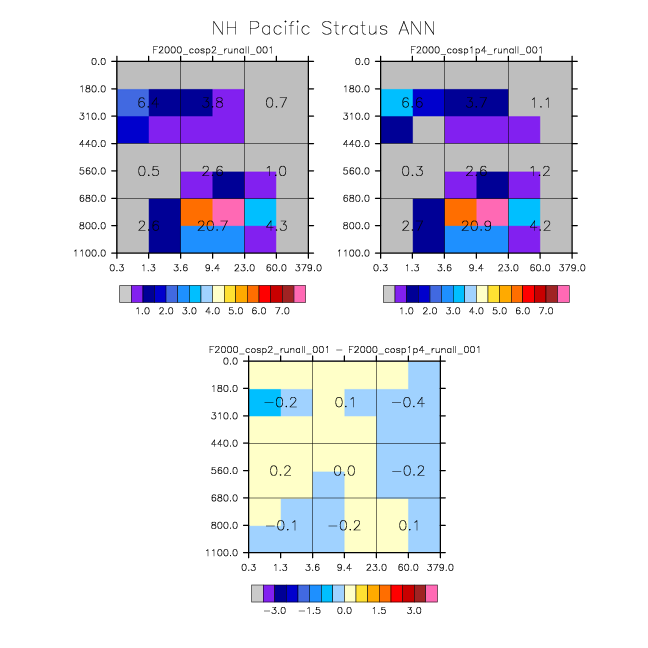 NH Pacific Stratus ANN
F2000_cosp2_runall_001
F2000_cosp1p4_runall_001
0.0
180.0
310.0
440.0
560.0
680.0
800.0
1100.0
6.4 3.8 0.7
0.5 2.6 1.0
2.6 20.7 4.3
0.3 1.3 3.6 9.4 23.0 60.0 379.0
1.0 2.0 3.0 4.0 5.0 6.0 7.0
0.0
180.0
310.0
440.0
560.0
680.0
800.0
1100.0
6.6 3.7 1.1
0.3 2.6 1.2
2.7 20.9 4.2
0.3 1.3 3.6 9.4 23.0 60.0 379.0
1.0 2.0 3.0 4.0 5.0 6.0 7.0
F2000_cosp2_runall_001 − F2000_cosp1p4_runall_001
0.0
180.0
310.0
440.0
560.0
680.0
800.0
1100.0
−0.2 0.1 −0.4
0.2 0.0 −0.2
−0.1 −0.2 0.1
0.3 1.3 3.6 9.4 23.0 60.0 379.0
−3.0 −1.5 0.0 1.5 3.0